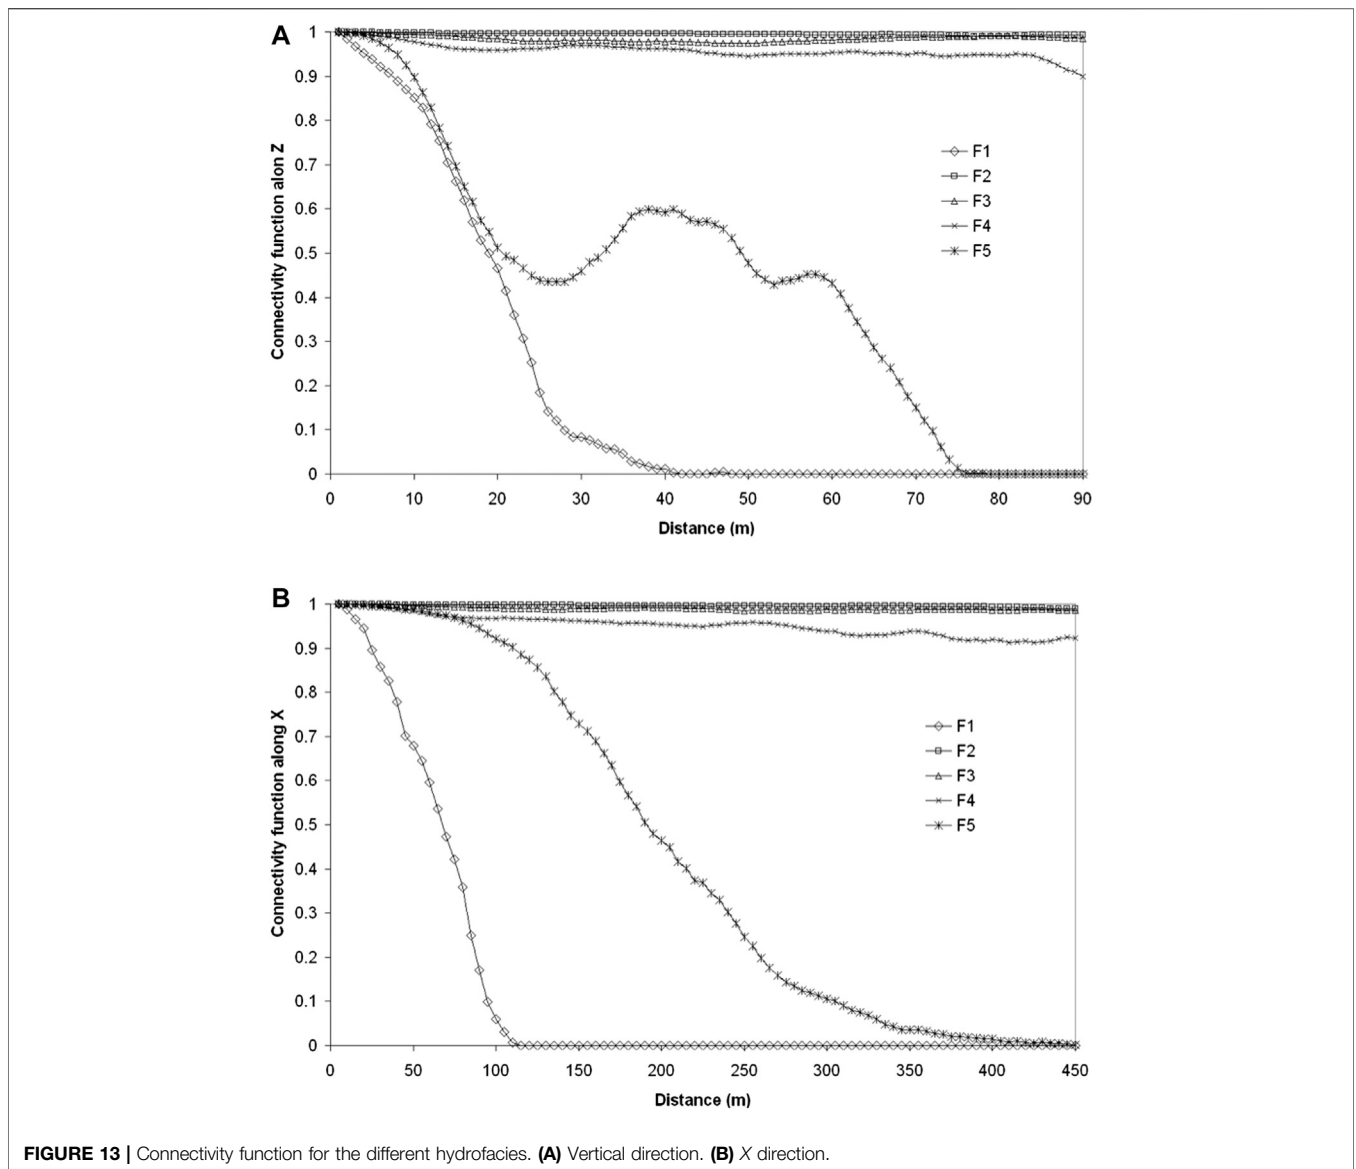 A
Connectivity function alon Z
1
0.9
0.8
0.7
0.6
0.5
0.4
0.3
0.2
0.1
0
0 10 20 30 40 50 60 70 80 90
Distance (m)
F1
F2
F3
F4
F5
B
Connectivity function along X
1
0.9
0.8
0.7
0.6
0.5
0.4
0.3
0.2
0.1
0
0 50 100 150 200 250 300 350 400 450
Distance (m)
F1
F2
F3
F4
F5
FIGURE 13 | Connectivity function for the different hydrofacies. (A) Vertical direction. (B) X direction.